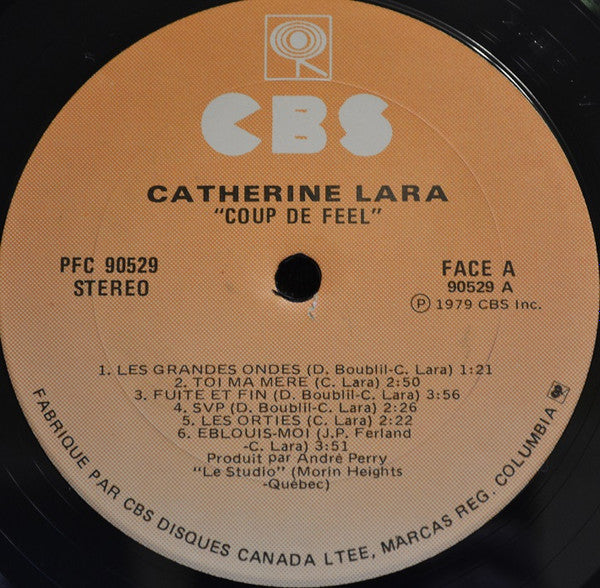 CBS
CATHERINE LARA
"COUP DE FEEL"
PFC 90529
STEREO
FACE A
90529 A
Ⓟ 1979 CBS Inc.
1. LES GRANDES ONDES (D. Boublil-C. Lara) 1:21
2. TOI MA MERE (C. Lara) 2:50
3. FUITE ET FIN (D. Boublil-C. Lara) 3:56
4. SVP (D. Boublil-C. Lara) 2:26
5. LES ORTIES (C. Lara) 2:22
6. EBLOUIS-MOI (J.P. Ferland
-C. Lara) 3:51
Produit par André Perry
"Le Studio" (Morin Heights
-Québec)
FABRIQUE PAR CBS DISQUES CANADA LTEE, MARCAS REG. COLUMBIA